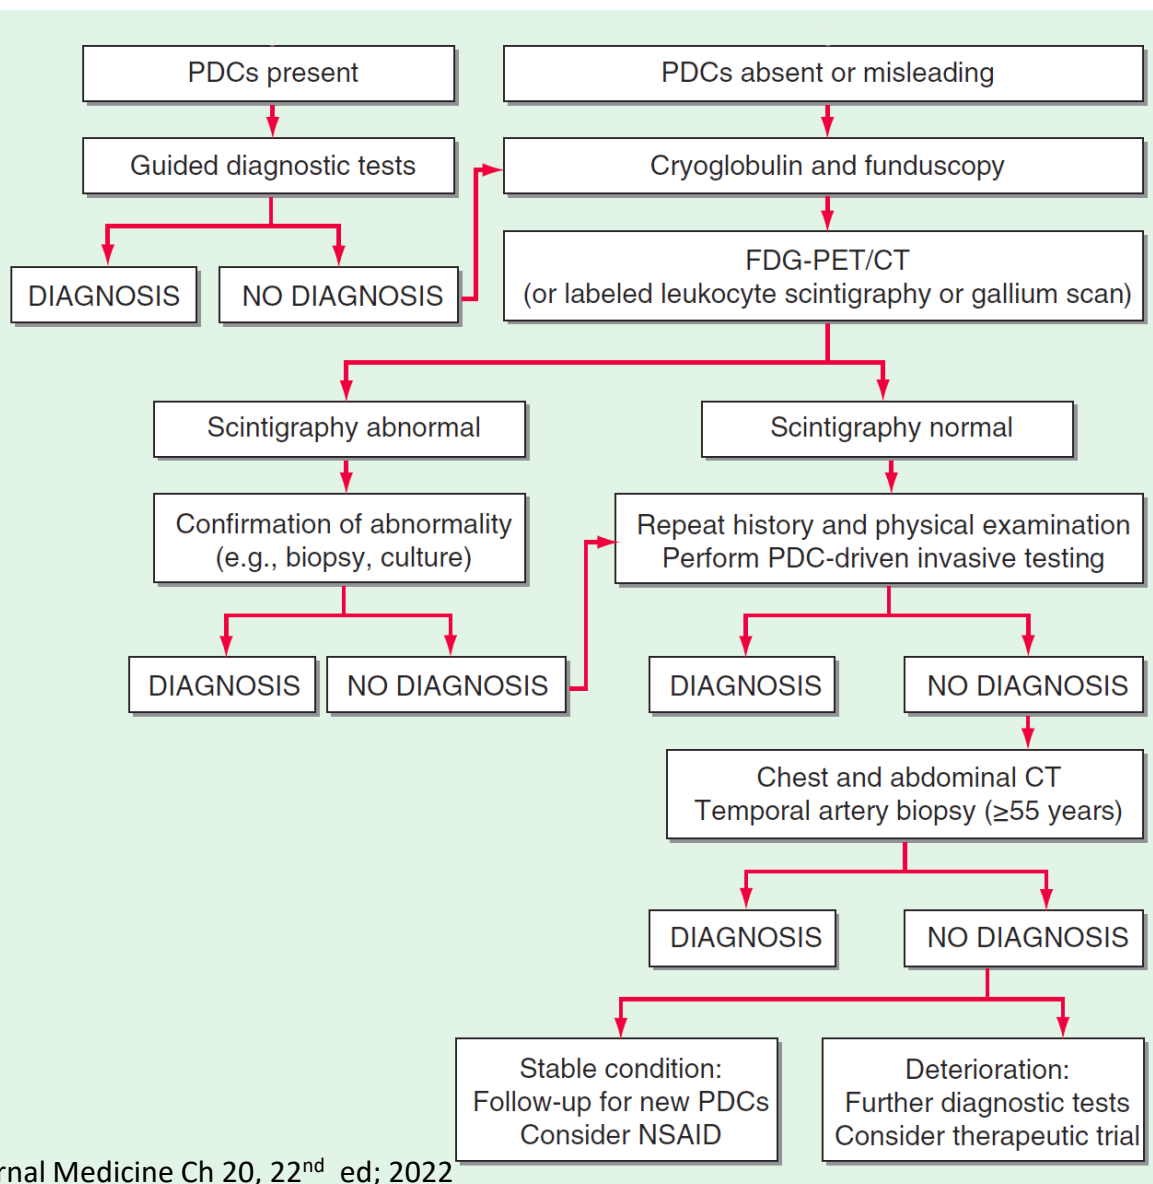 PDCs present
PDCs absent or misleading
Guided diagnostic tests
Cryoglobulin and funduscopy
DIAGNOSIS
NO DIAGNOSIS
FDG-PET/CT
(or labeled leukocyte scintigraphy or gallium scan)
Scintigraphy abnormal
Scintigraphy normal
Confirmation of abnormality
(e.g., biopsy, culture)
Repeat history and physical examination
Perform PDC-driven invasive testing
DIAGNOSIS
NO DIAGNOSIS
DIAGNOSIS
NO DIAGNOSIS
Chest and abdominal CT
Temporal artery biopsy (≥55 years)
DIAGNOSIS
NO DIAGNOSIS
Stable condition:
Follow-up for new PDCs
Consider NSAID
Deterioration:
Further diagnostic tests
Consider therapeutic trial
rnal Medicine Ch 20, 22nd ed; 2022